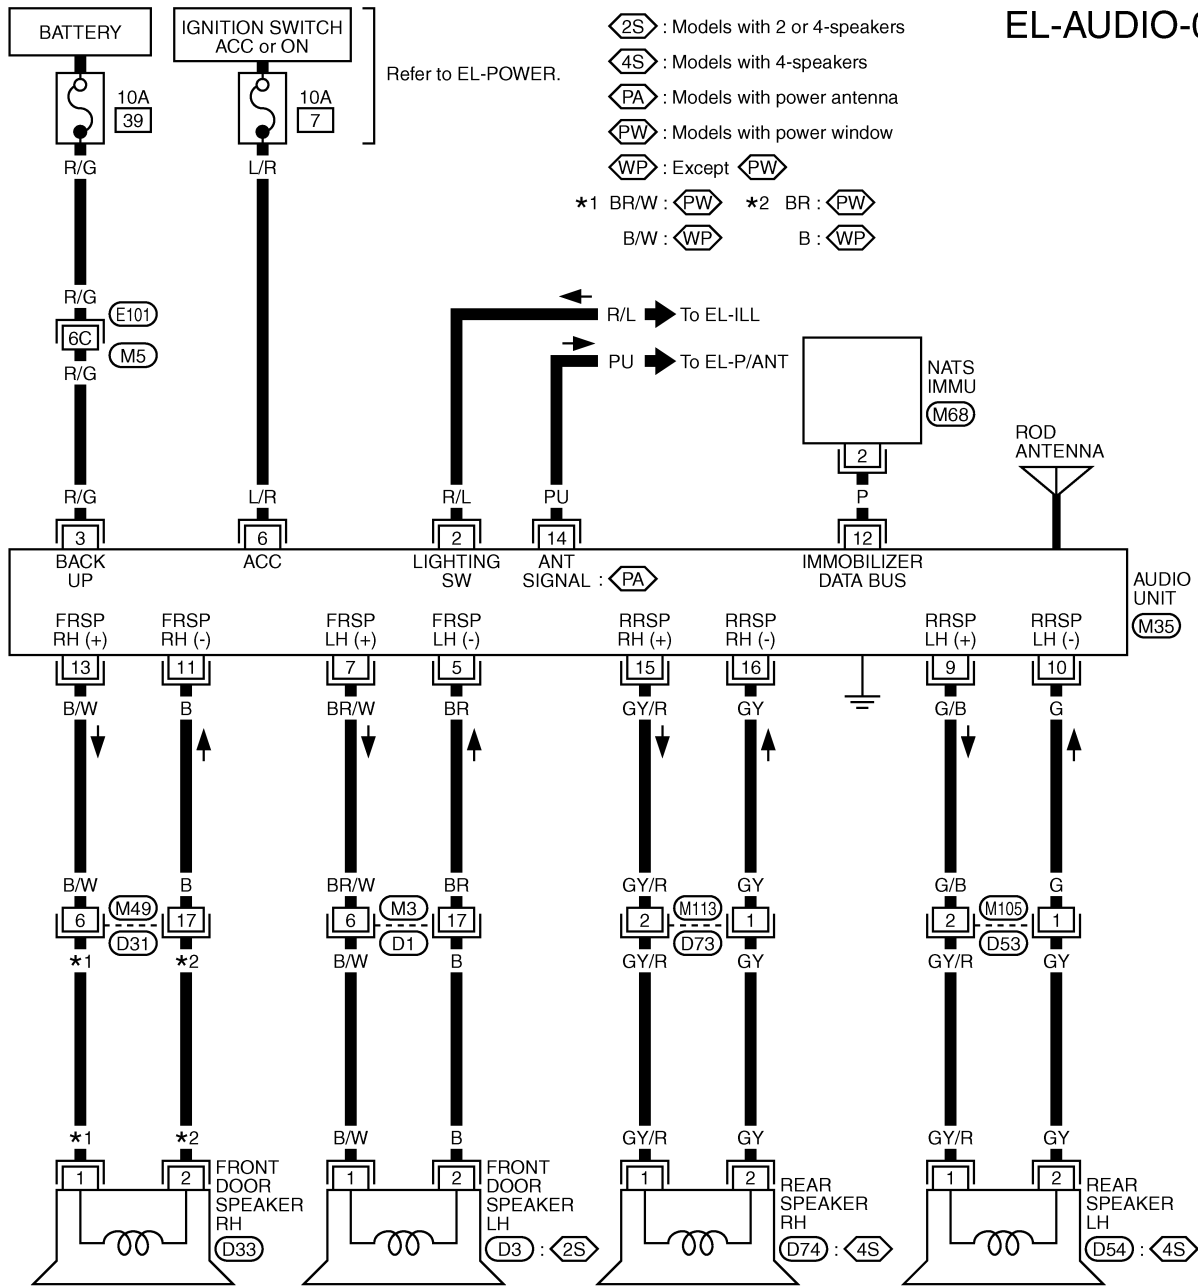 EL-AUDIO-0
BATTERY
IGNITION SWITCH
ACC or ON
Refer to EL-POWER.
10A
39
10A
7
2S : Models with 2 or 4-speakers
4S : Models with 4-speakers
PA : Models with power antenna
PW : Models with power window
WP : Except PW
*1 BR/W : PW *2 BR : PW
B/W : WP B : WP
R/G L/R
R/G
E101
6C
M5
R/G
R/L To EL-ILL
PU To EL-P/ANT
NATS
IMMU
M68
2
P
ROD
ANTENNA
R/G L/R R/L PU
3 6 2 14 12
BACK
UP
ACC
LIGHTING
SW
ANT
SIGNAL : PA
IMMOBILIZER
DATA BUS
AUDIO
UNIT
M35
FRSP
RH (+)
FRSP
RH (-)
FRSP
LH (+)
FRSP
LH (-)
RRSP
RH (+)
RRSP
RH (-)
RRSP
LH (+)
RRSP
LH (-)
13 11 7 5 15 16 9 10
B/W B BR/W BR GY/R GY G/B G
B/W B BR/W BR GY/R GY G/B G
6 M49 17 6 M3 17 2 M113 1 2 M105 1
D31 D1 D73 D53
*1 *2 B/W B GY/R GY GY/R GY
*1 *2 B/W B GY/R GY GY/R GY
1 2 1 2 1 2 1 2
FRONT
DOOR
SPEAKER
RH
D33
FRONT
DOOR
SPEAKER
LH
D3 : 2S
REAR
SPEAKER
RH
D74 : 4S
REAR
SPEAKER
LH
D54 : 4S